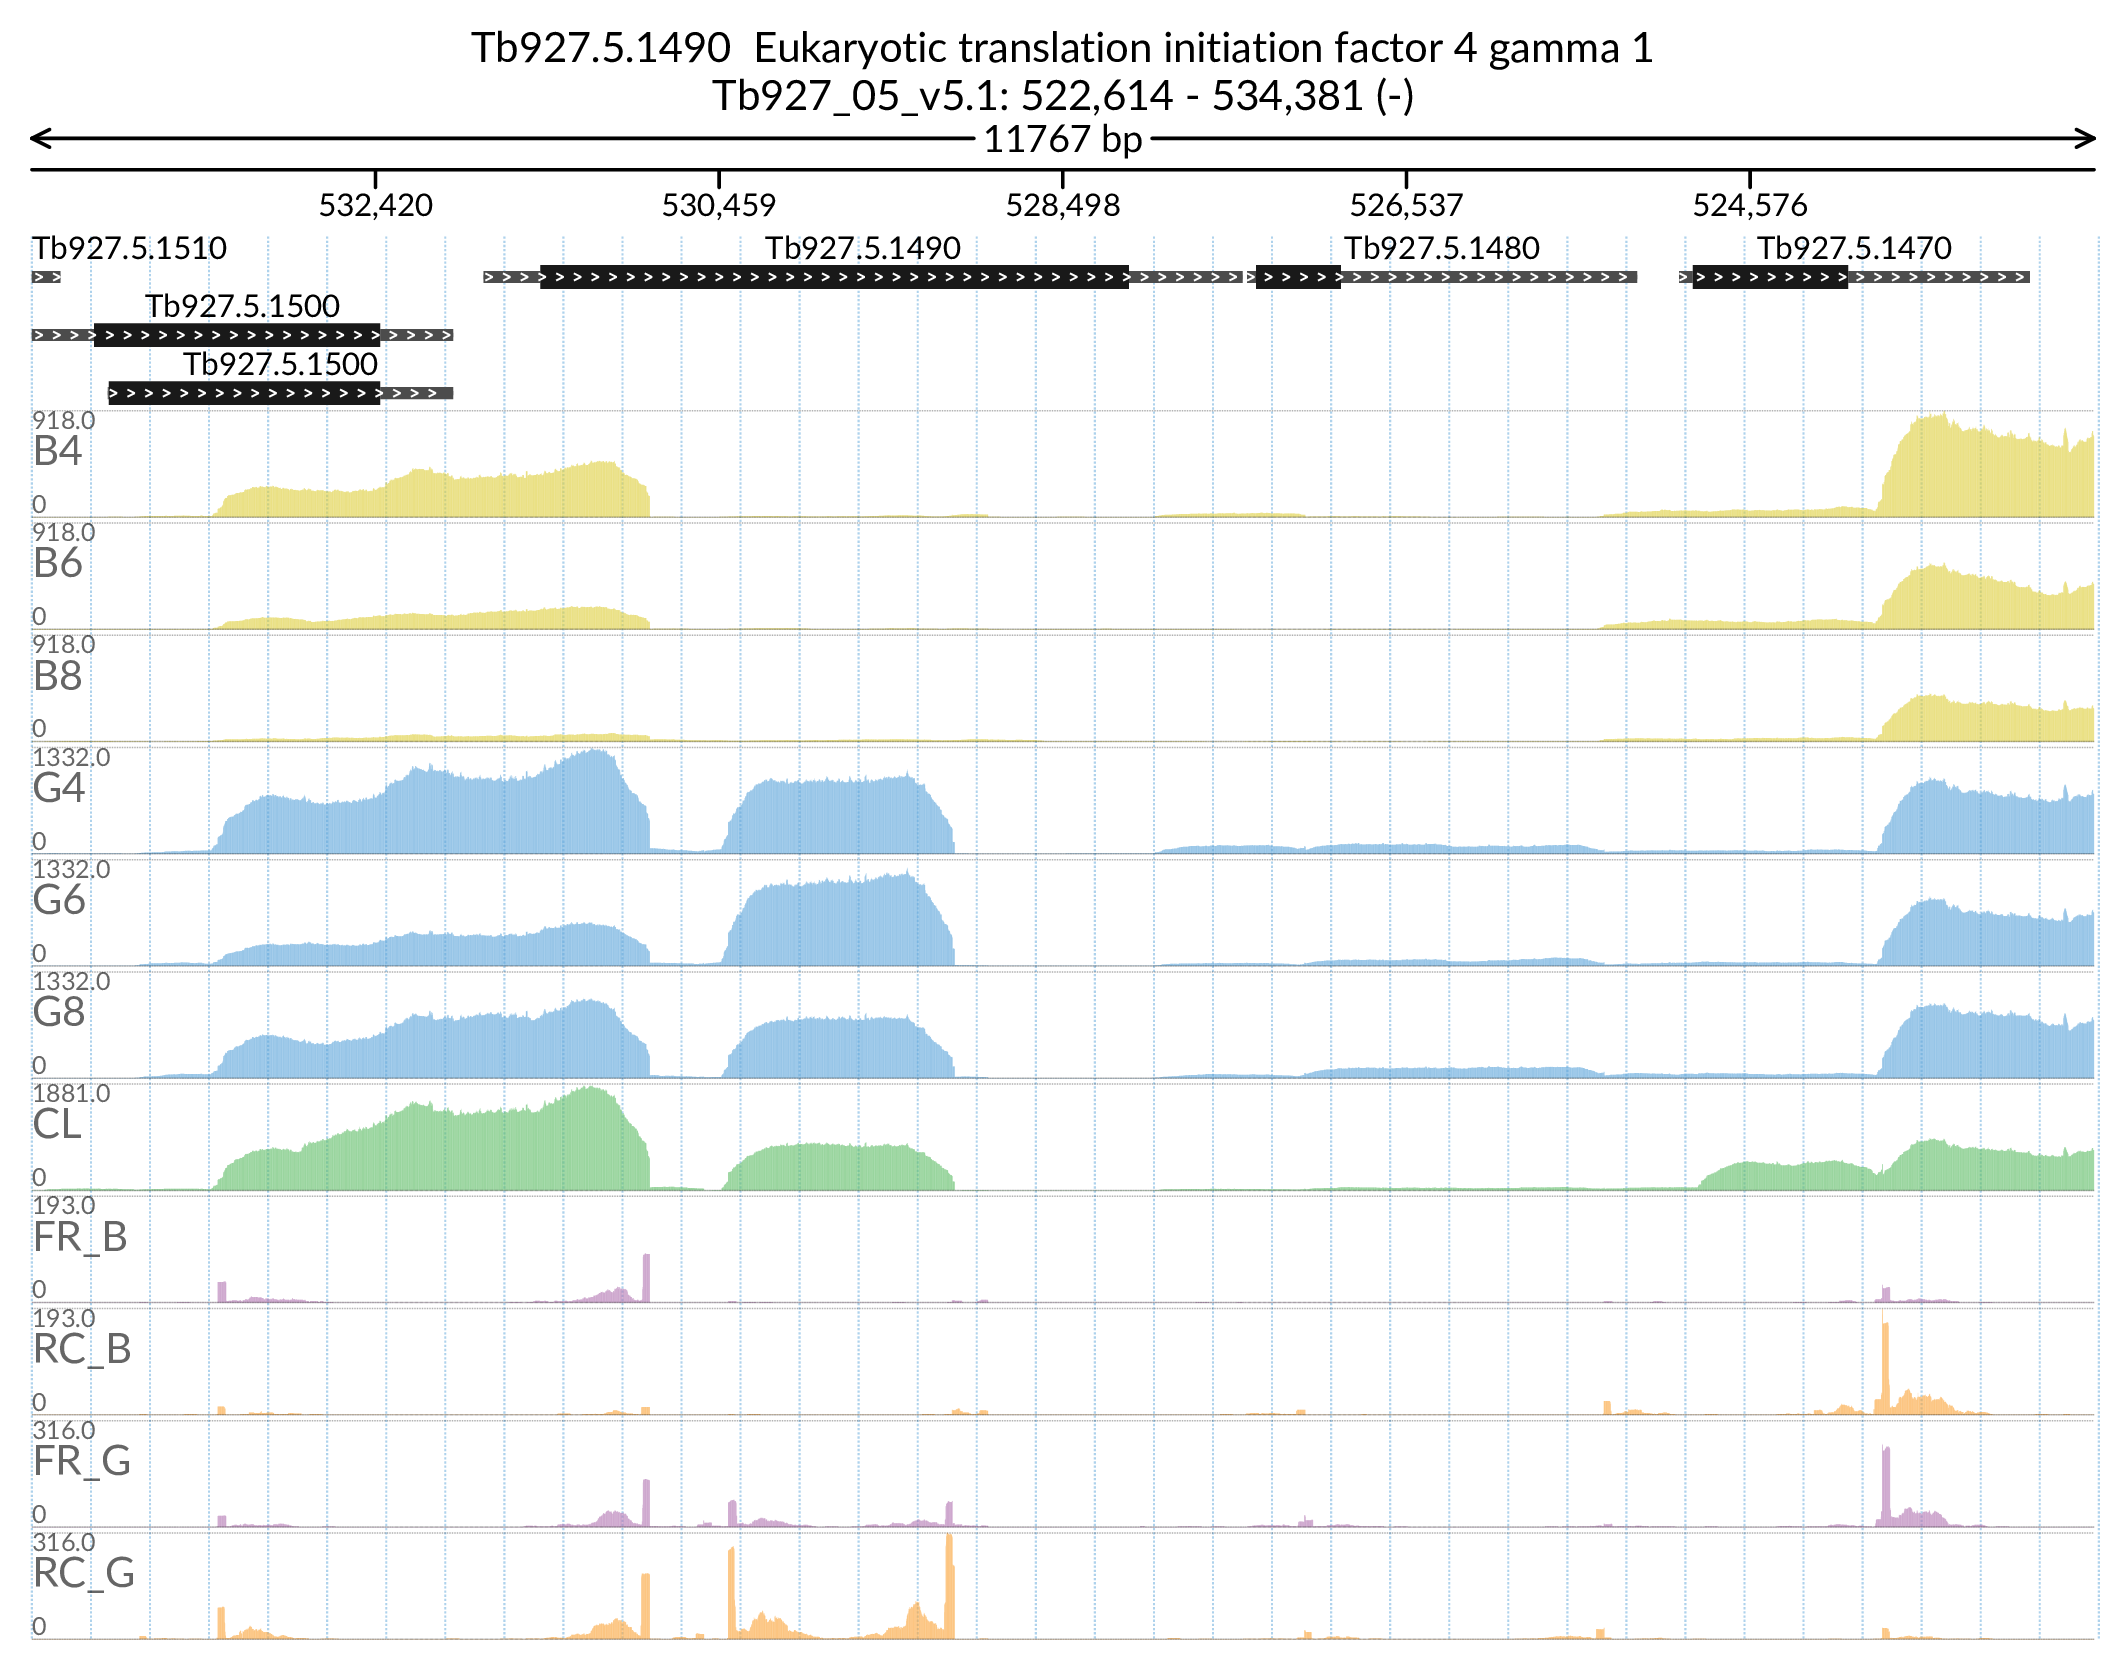 Tb927.5.1490  Eukaryotic translation initiation factor 4 gamma 1
Tb927_05_v5.1: 522,614 - 534,381 (-)
11767 bp
532,420 530,459 528,498 526,537 524,576
Tb927.5.1510 Tb927.5.1490 Tb927.5.1480 Tb927.5.1470
Tb927.5.1500
Tb927.5.1500
918.0
B4
0
918.0
B6
0
918.0
B8
0
1332.0
G4
0
1332.0
G6
0
1332.0
G8
0
1881.0
CL
0
193.0
FR_B
0
193.0
RC_B
0
316.0
FR_G
0
316.0
RC_G
0